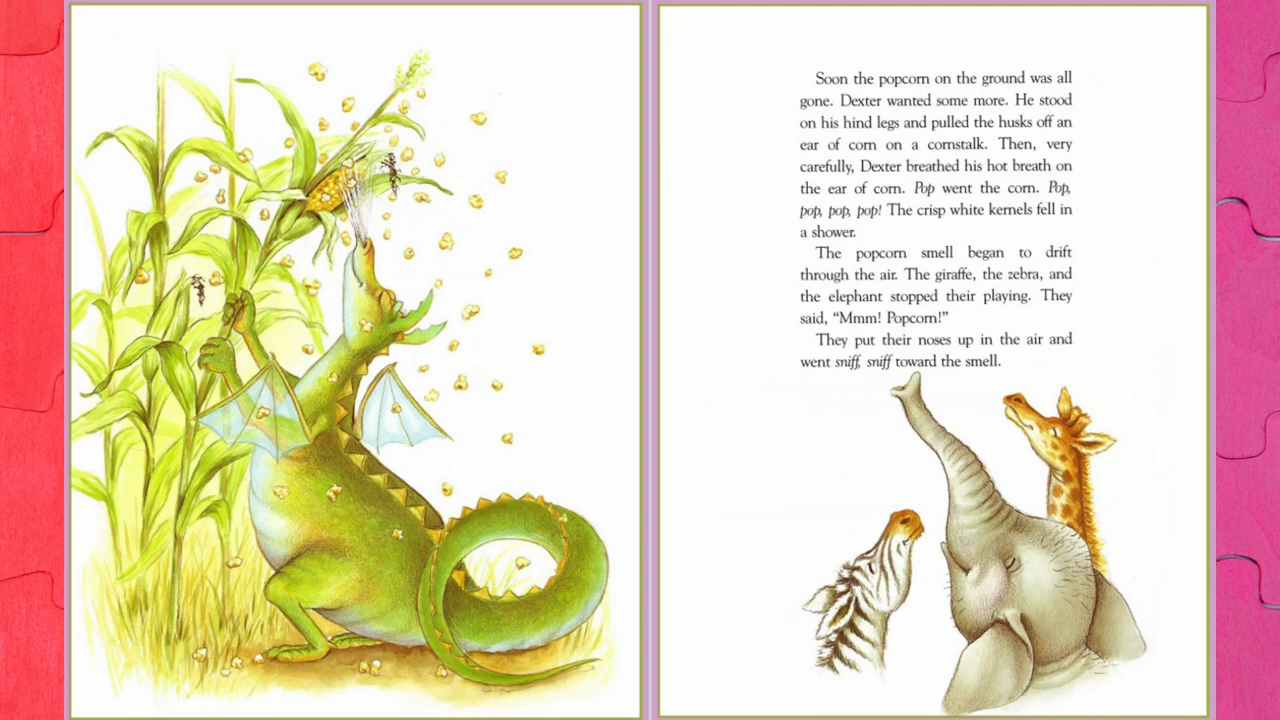 Soon the popcorn on the ground was all
gone. Dexter wanted some more. He stood
on his hind legs and pulled the husks off an
ear of corn on a cornstalk. Then, very
carefully, Dexter breathed his hot breath on
the ear of corn. Pop went the corn. Pop,
pop, pop, pop! The crisp white kernels fell in
a shower.
The popcorn smell began to drift
through the air. The giraffe, the zebra, and
the elephant stopped their playing. They
said, “Mmm! Popcorn!”
They put their noses up in the air and
went sniff, sniff toward the smell.